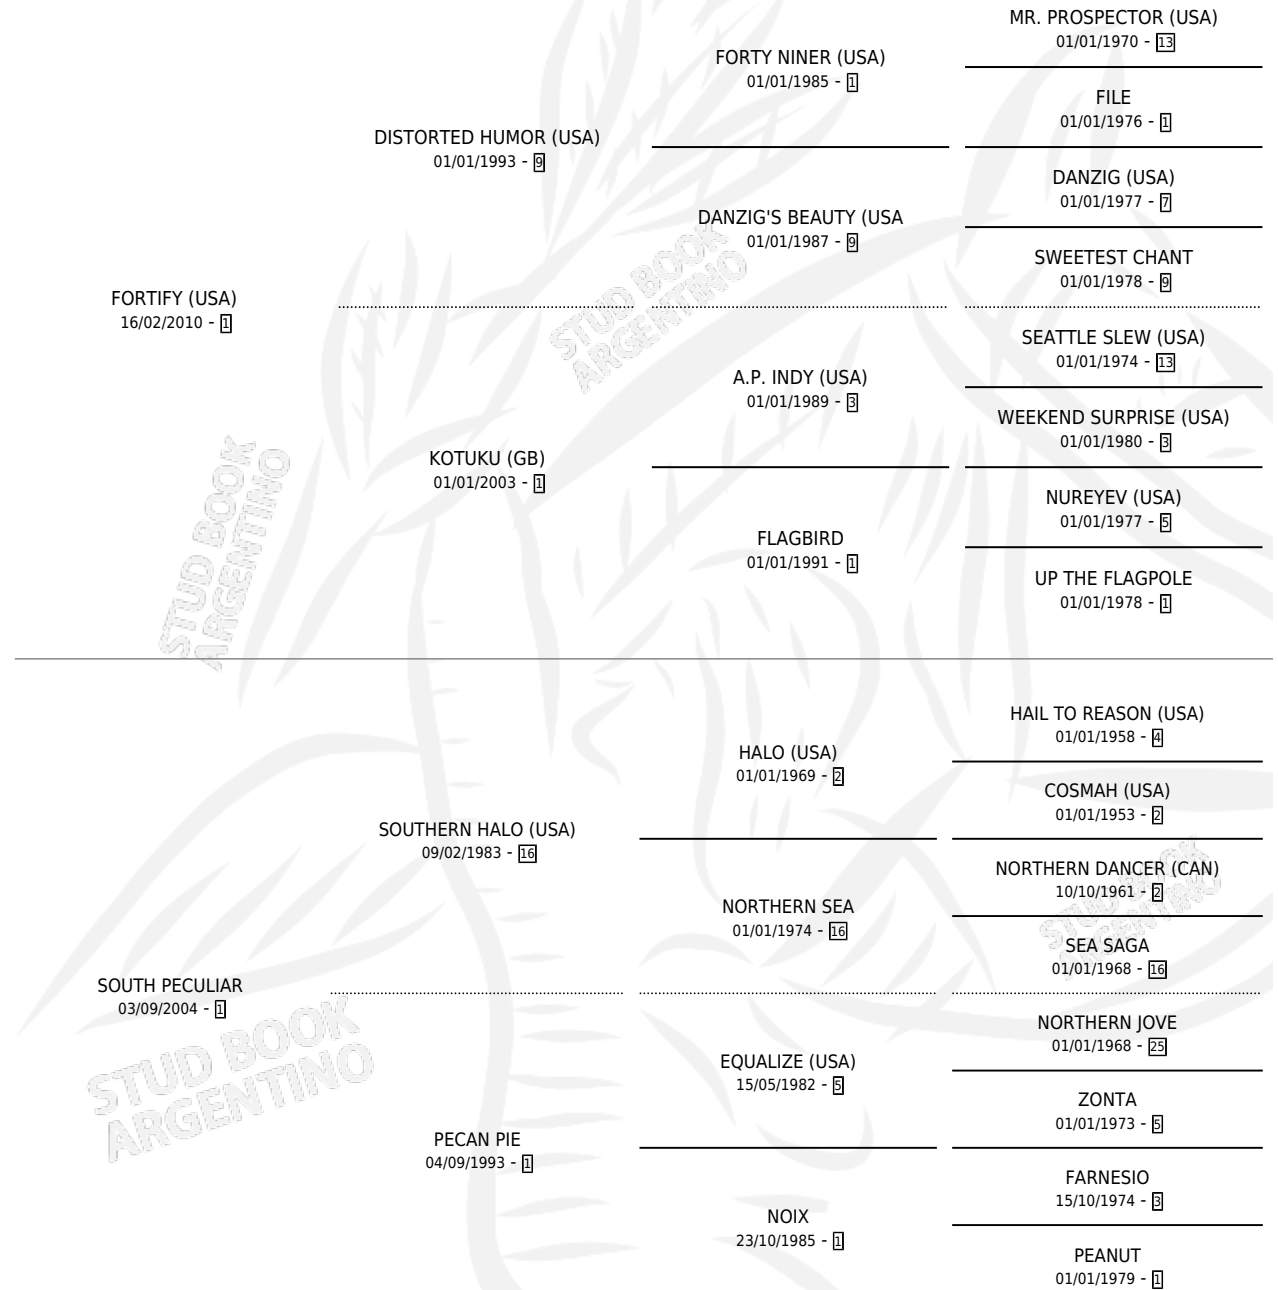 MR. PROSPECTOR (USA)
01/01/1970 - 13
FORTY NINER (USA)
01/01/1985 - 1
FILE
01/01/1976 - 1
DISTORTED HUMOR (USA)
01/01/1993 - 9
DANZIG (USA)
01/01/1977 - 7
DANZIG'S BEAUTY (USA
01/01/1987 - 9
SWEETEST CHANT
01/01/1978 - 9
FORTIFY (USA)
16/02/2010 - 1
STUD BOOK
ARGENTINO
SEATTLE SLEW (USA)
01/01/1974 - 13
A.P. INDY (USA)
01/01/1989 - 3
WEEKEND SURPRISE (USA)
01/01/1980 - 3
KOTUKU (GB)
01/01/2003 - 1
NUREYEV (USA)
01/01/1977 - 5
FLAGBIRD
01/01/1991 - 1
UP THE FLAGPOLE
01/01/1978 - 1
STUD BOOK
ARGENTINO
HAIL TO REASON (USA)
01/01/1958 - 4
HALO (USA)
01/01/1969 - 2
COSMAH (USA)
01/01/1953 - 2
SOUTHERN HALO (USA)
09/02/1983 - 16
NORTHERN DANCER (CAN)
10/10/1961 - 2
NORTHERN SEA
01/01/1974 - 16
SEA SAGA
01/01/1968 - 16
STUD BOOK
ARGENTINO
SOUTH PECULIAR
03/09/2004 - 1
STUD BOOK
ARGENTINO
NORTHERN JOVE
01/01/1968 - 25
EQUALIZE (USA)
15/05/1982 - 5
ZONTA
01/01/1973 - 5
PECAN PIE
04/09/1993 - 1
FARNESIO
15/10/1974 - 3
NOIX
23/10/1985 - 1
PEANUT
01/01/1979 - 1